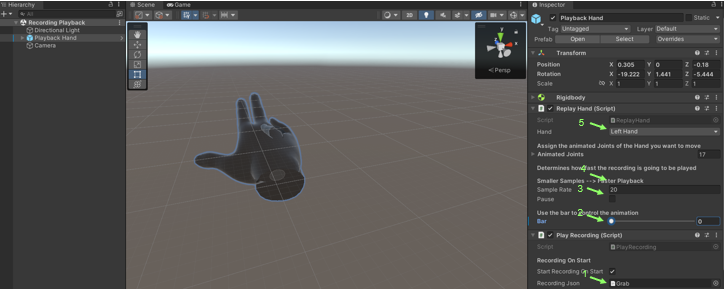 Hierarchy
All
Recording Playback
Directional Light
Playback Hand
Camera
Scene
Game
2D
Persp
Inspector
Playback Hand
Static
Tag Untagged Layer Default
Prefab Open Select Overrides
Transform
Position X 0.305 Y 0 Z -0.18
Rotation X -19.222 Y 1.441 Z -5.444
Scale X 1 Y 1 Z 1
Rigidbody
Replay Hand (Script)
Script ReplayHand
5
Hand Left Hand
Assign the animated Joints of the Hand you want to move
Animated Joints 17
Determines how fast the recording is going to be played
4
Smaller Samples --> Faster Playback
3
Sample Rate 20
Pause
2
Use the bar to control the animation
Bar 0
Play Recording (Script)
Script PlayRecording
Recording On Start
Start Recording On Start
1
Recording Json Grab